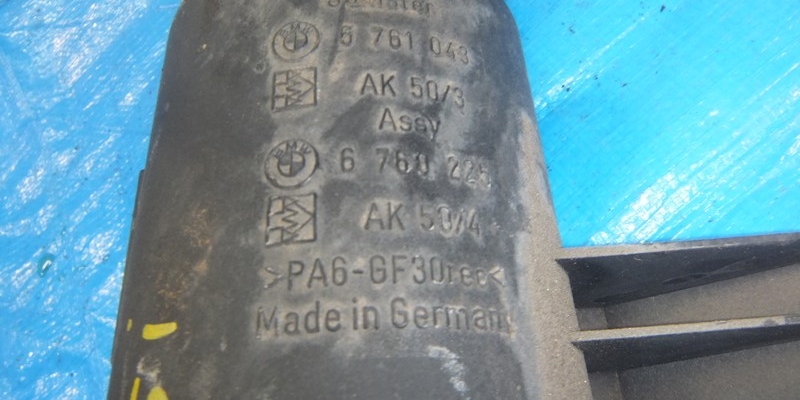 6 761 043
AK 50/3
Assy
6 760 225
AK 50/4
>PA6-GF30rec<
Made in Germany